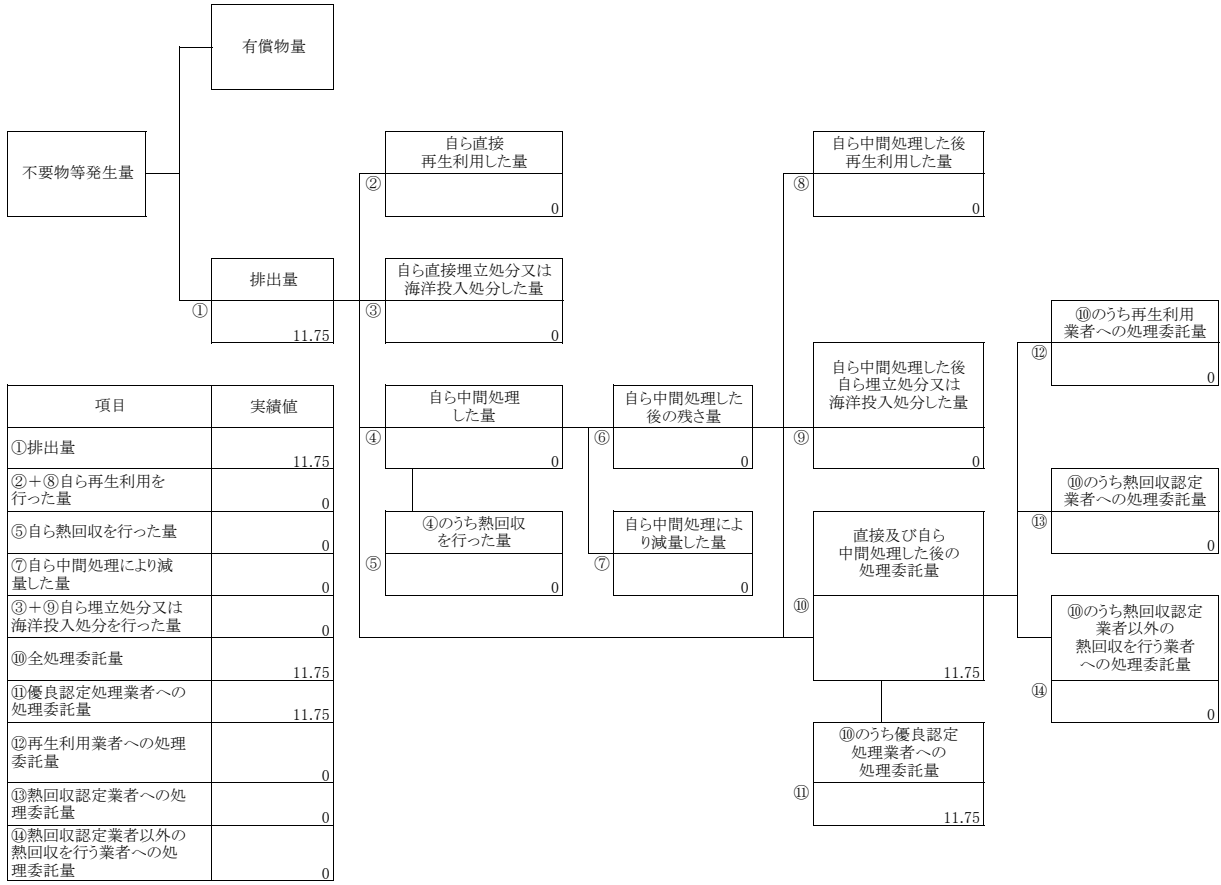 有償物量
不要物等発生量
自ら直接
再生利用した量
②
0
自ら中間処理した後
再生利用した量
⑧
0
排出量
①
11.75
自ら直接埋立処分又は
海洋投入処分した量
③
0
⑩のうち再生利用
業者への処理委託量
⑫
0
自ら中間処理
した量
④
0
自ら中間処理した
後の残さ量
⑥
0
自ら中間処理した後
自ら埋立処分又は
海洋投入処分した量
⑨
0
⑩のうち熱回収認定
業者への処理委託量
⑬
0
④のうち熱回収
を行った量
⑤
0
自ら中間処理によ
り減量した量
⑦
0
直接及び自ら
中間処理した後の
処理委託量
⑩
11.75
⑩のうち熱回収認定
業者以外の
熱回収を行う業者
への処理委託量
⑭
0
⑩のうち優良認定
処理業者への
処理委託量
⑪
11.75
項目 実績値
①排出量
11.75
②+⑧自ら再生利用を
行った量
0
⑤自ら熱回収を行った量
0
⑦自ら中間処理により減
量した量
0
③+⑨自ら埋立処分又は
海洋投入処分を行った量
0
⑩全処理委託量
11.75
⑪優良認定処理業者への
処理委託量
11.75
⑫再生利用業者への処理
委託量
0
⑬熱回収認定業者への処
理委託量
0
⑭熱回収認定業者以外の
熱回収を行う業者への処
理委託量
0